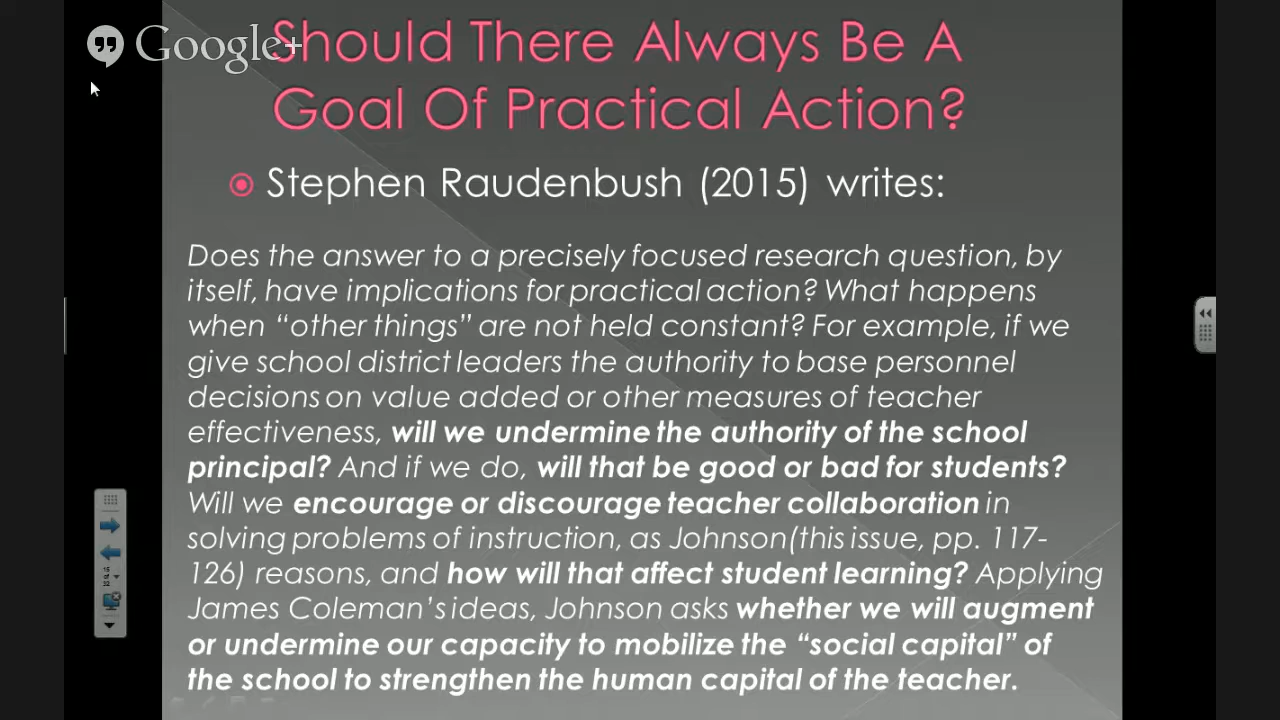 Google+
Should There Always Be A
Goal Of Practical Action?
Stephen Raudenbush (2015) writes:
Does the answer to a precisely focused research question, by
itself, have implications for practical action? What happens
when “other things” are not held constant? For example, if we
give school district leaders the authority to base personnel
decisions on value added or other measures of teacher
effectiveness, will we undermine the authority of the school
principal? And if we do, will that be good or bad for students?
Will we encourage or discourage teacher collaboration in
solving problems of instruction, as Johnson(this issue, pp. 117-
126) reasons, and how will that affect student learning? Applying
James Coleman’s ideas, Johnson asks whether we will augment
or undermine our capacity to mobilize the “social capital” of
the school to strengthen the human capital of the teacher.
15
of
32